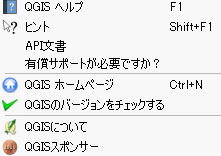 QGIS ヘルプ F1
ヒント Shift+F1
API文書
有償サポートが必要ですか?
QGIS ホームページ Ctrl+N
QGISのバージョンをチェックする
QGISについて
QGISスポンサー